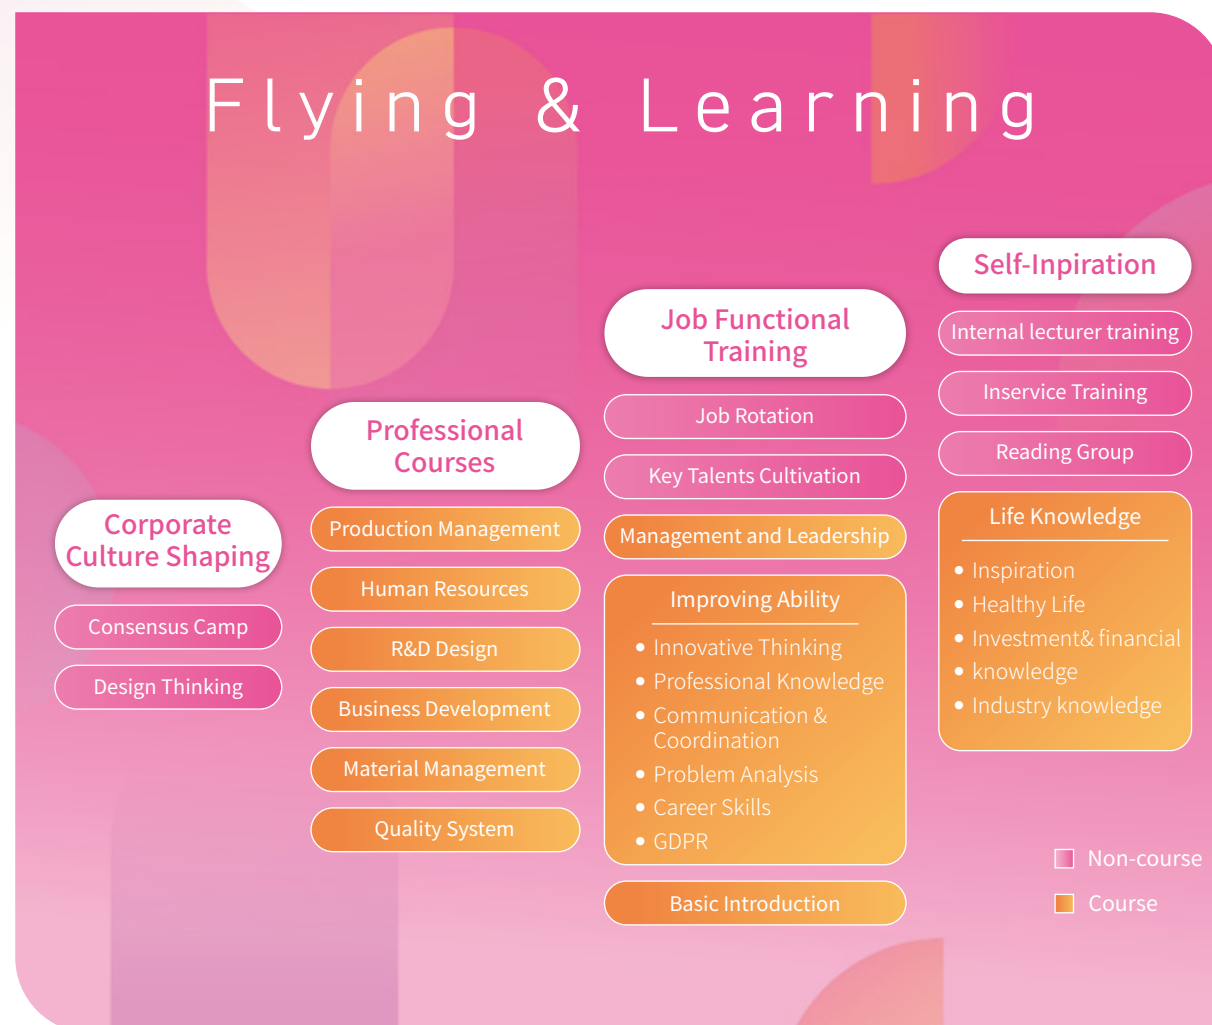 Flying & Learning
Corporate
Culture Shaping
Consensus Camp
Design Thinking
Professional
Courses
Production Management
Human Resources
R&D Design
Business Development
Material Management
Quality System
Job Functional
Training
Job Rotation
Key Talents Cultivation
Management and Leadership
Improving Ability
• Innovative Thinking
• Professional Knowledge
• Communication &
Coordination
• Problem Analysis
• Career Skills
• GDPR
Basic Introduction
Self-Inpiration
Internal lecturer training
Inservice Training
Reading Group
Life Knowledge
• Inspiration
• Healthy Life
• Investment& financial
• knowledge
• Industry knowledge
Non-course
Course